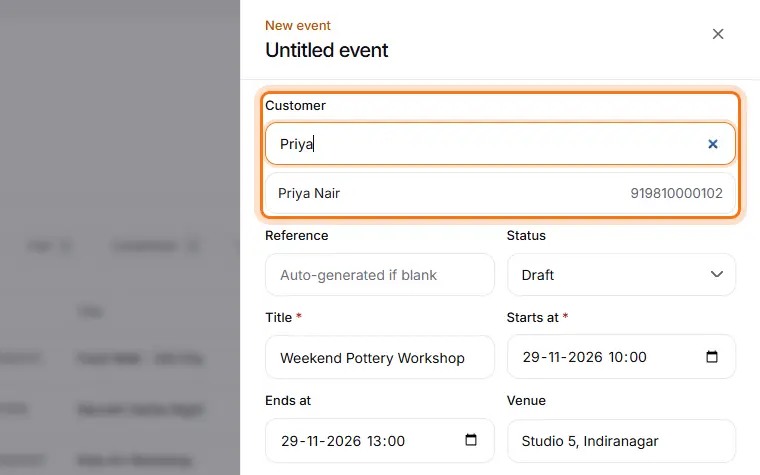 New event
Untitled event
Customer
Priya
Priya Nair 919810000102
Reference Status
Auto-generated if blank Draft
Title * Starts at *
Weekend Pottery Workshop 29-11-2026 10:00
Ends at Venue
29-11-2026 13:00 Studio 5, Indiranagar